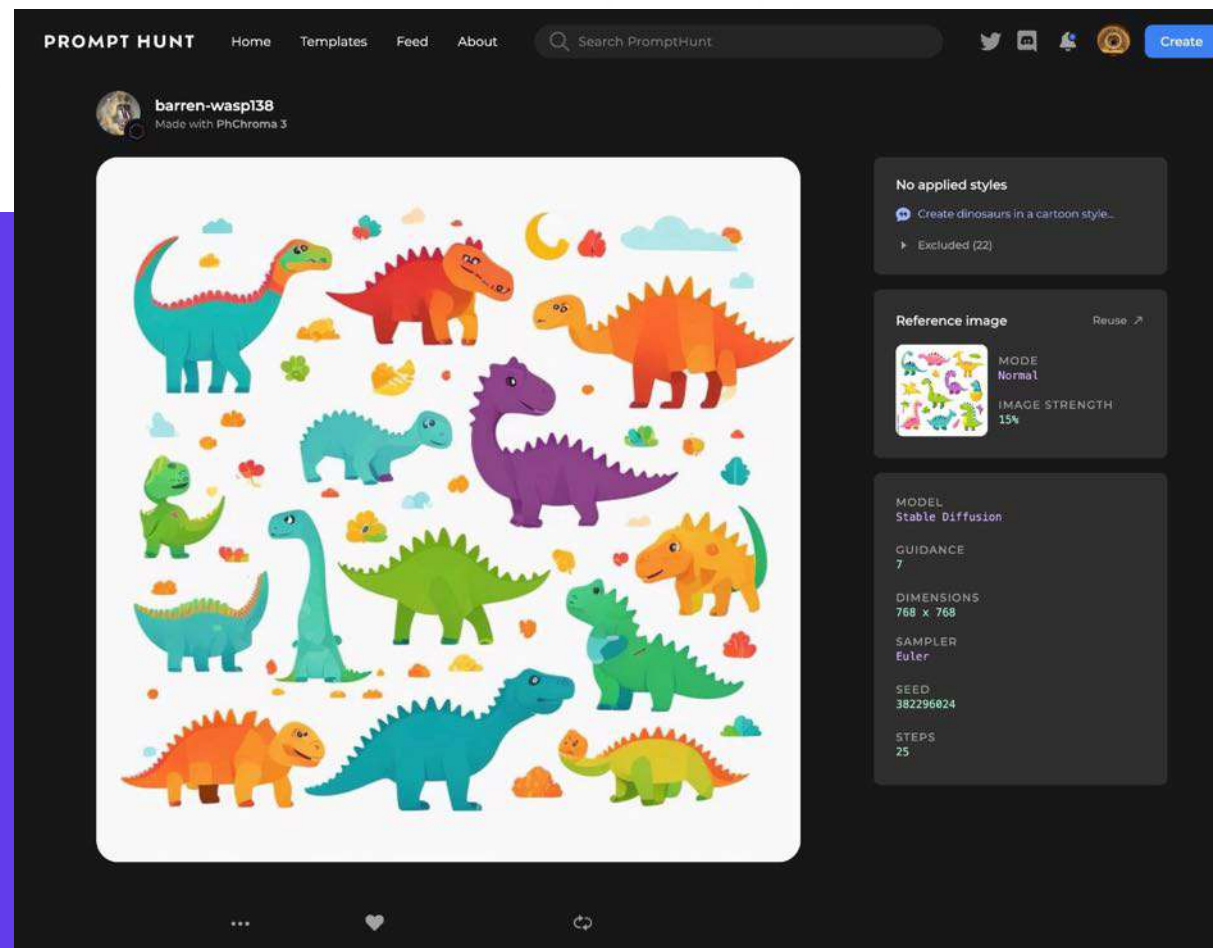 PROMPT HUNT Home Templates Feed About Search PromptHunt Create
barren-wasp138
Made with PhChroma 3
No applied styles
Create dinosaurs in a cartoon style...
Excluded (22)
Reference image Reuse
MODE
Normal
IMAGE STRENGTH
15%
MODEL
Stable Diffusion
GUIDANCE
7
DIMENSIONS
768 x 768
SAMPLER
Euler
SEED
382296024
STEPS
25